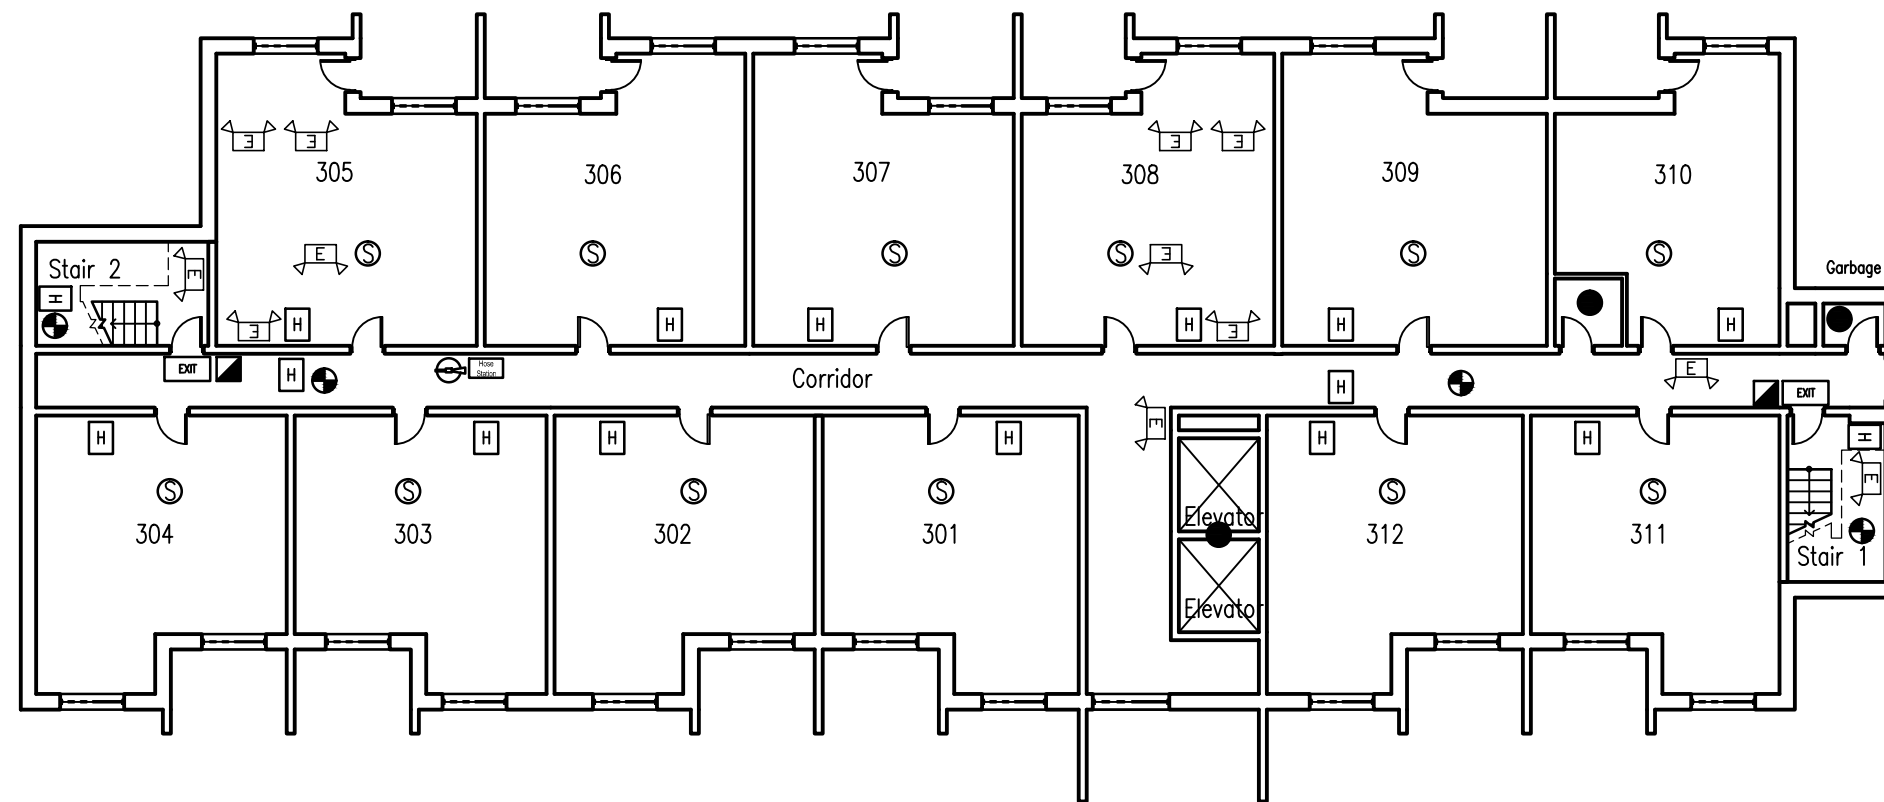 E E E E
305 306 307 308 309 310
S E S S S E S S
Stair 2 E
Garbage
H
H H H H H H
E E
EXIT H Hose Station Corridor H E EXIT
E
H H H H H H H
E
S S S S S S
304 303 302 301 Elevator 312 311
Stair 1
Elevator